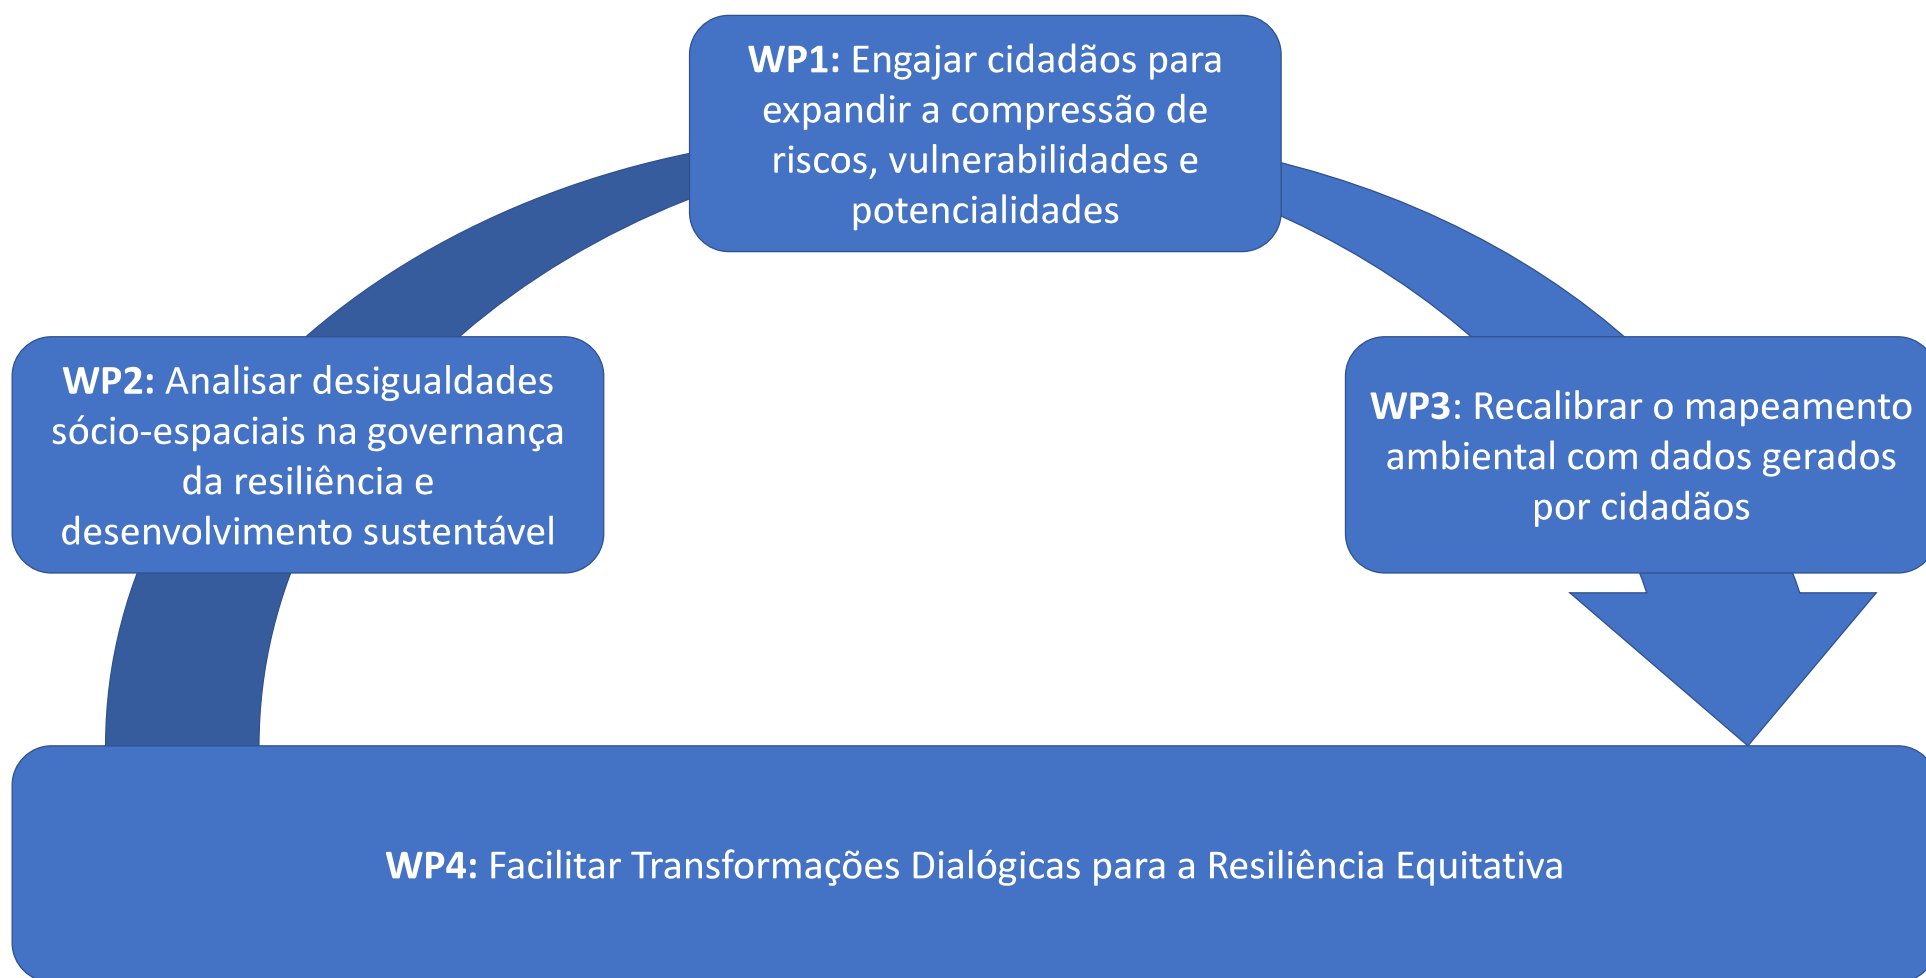 WP1: Engajar cidadãos para
expandir a compressão de
riscos, vulnerabilidades e
potencialidades
WP2: Analisar desigualdades
sócio-espaciais na governança
da resiliência e
desenvolvimento sustentável
WP3: Recalibrar o mapeamento
ambiental com dados gerados
por cidadãos
WP4: Facilitar Transformações Dialógicas para a Resiliência Equitativa